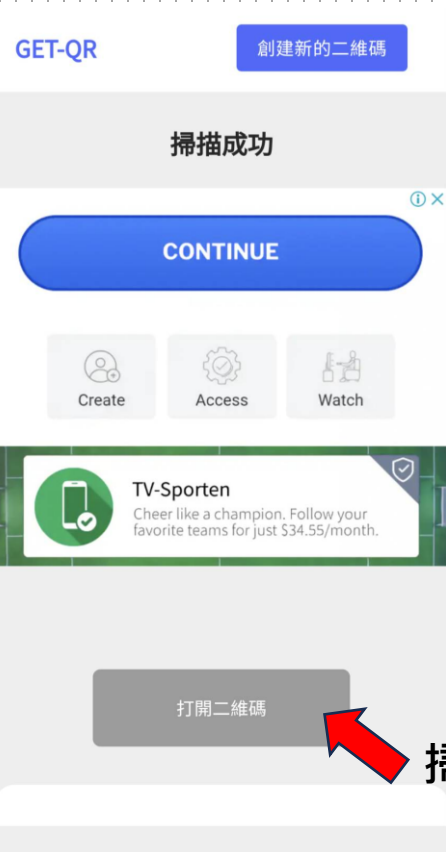 GET-QR
創建新的二維碼
掃描成功
CONTINUE
Create
Access
Watch
TV-Sporten
Cheer like a champion. Follow your
favorite teams for just $34.55/month.
打開二維碼